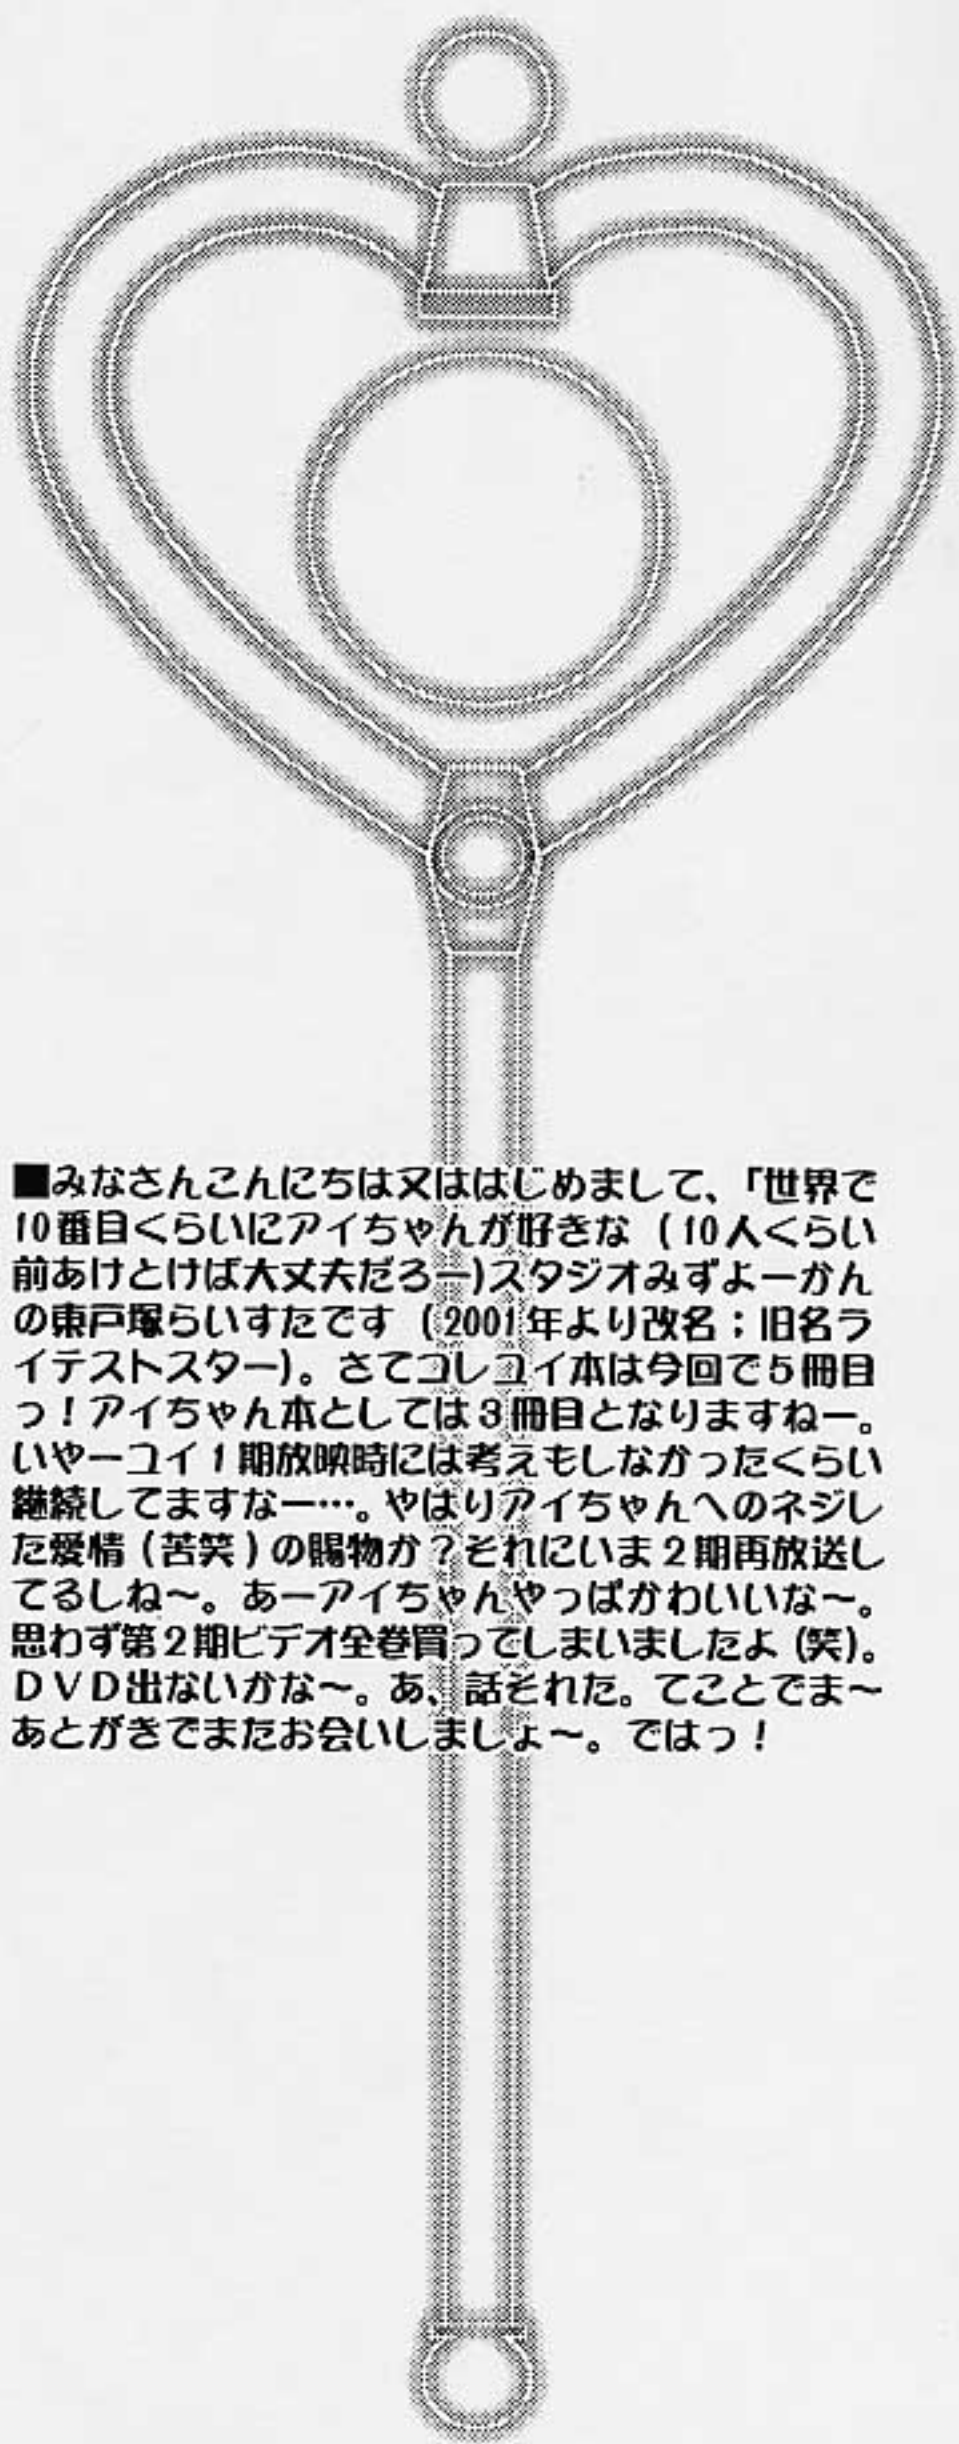 ■みなさんこんにちは又ははじめまして、「世界で
10番目くらいにアイちゃんが好きな（10人くらい
前あけとけば大丈夫だろー)スタジオみずよーかん
の東戸塚らいすたです（2001年より改名；旧名ラ
イテストスター)。さてコレユイ本は今回で5冊目
っ！アイちゃん本としては3冊目となりますねー。
いやーユイ1期放映時には考えもしなかったくらい
継続してますなー…。やはりアイちゃんへのネジレ
た愛情(苦笑)の賜物か？それにいま2期再放送し
てるしね〜。あーアイちゃんやっぱかわいいな〜。
思わず第2期ビデオ全巻買ってしまいましたよ(笑)。
ＤＶＤ出ないかな〜。あ、話それた。てことでま〜
あとがきでまたお会いしましょ〜。ではっ！